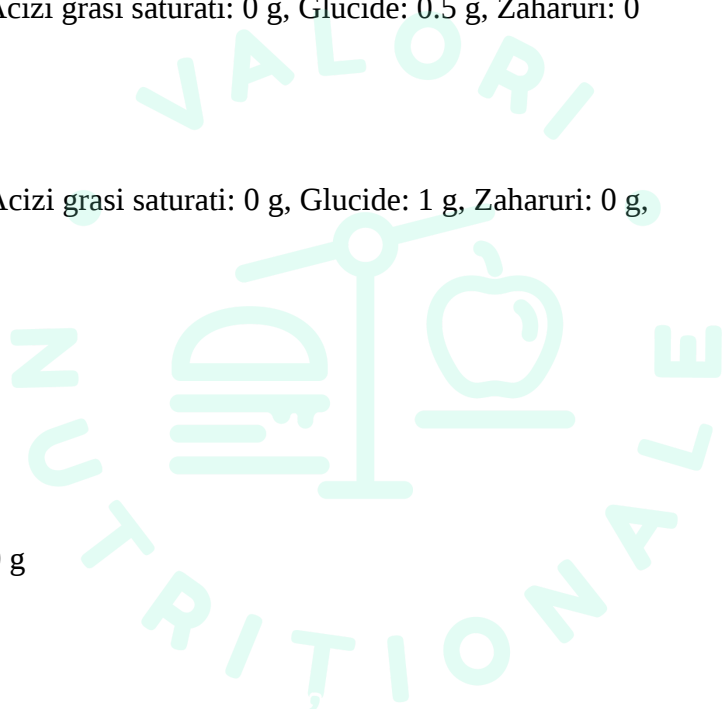 Acizi grasi saturati: 0 g, Glucide: 0.5 g, Zaharuri: 0
VALORI
Acizi grasi saturati: 0 g, Glucide: 1 g, Zaharuri: 0 g,
NUTRITIONALE
g